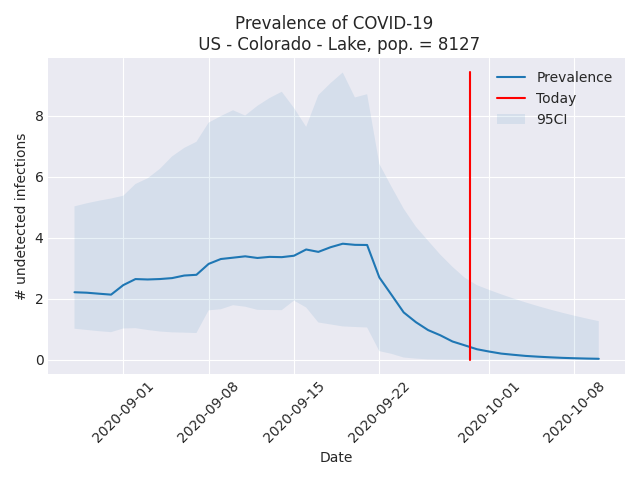 Prevalence of COVID-19
US - Colorado - Lake, pop. = 8127
Prevalence
Today
95CI
# undetected infections
8
6
4
2
0
2020-09-01
2020-09-08
2020-09-15
2020-09-22
2020-10-01
2020-10-08
Date